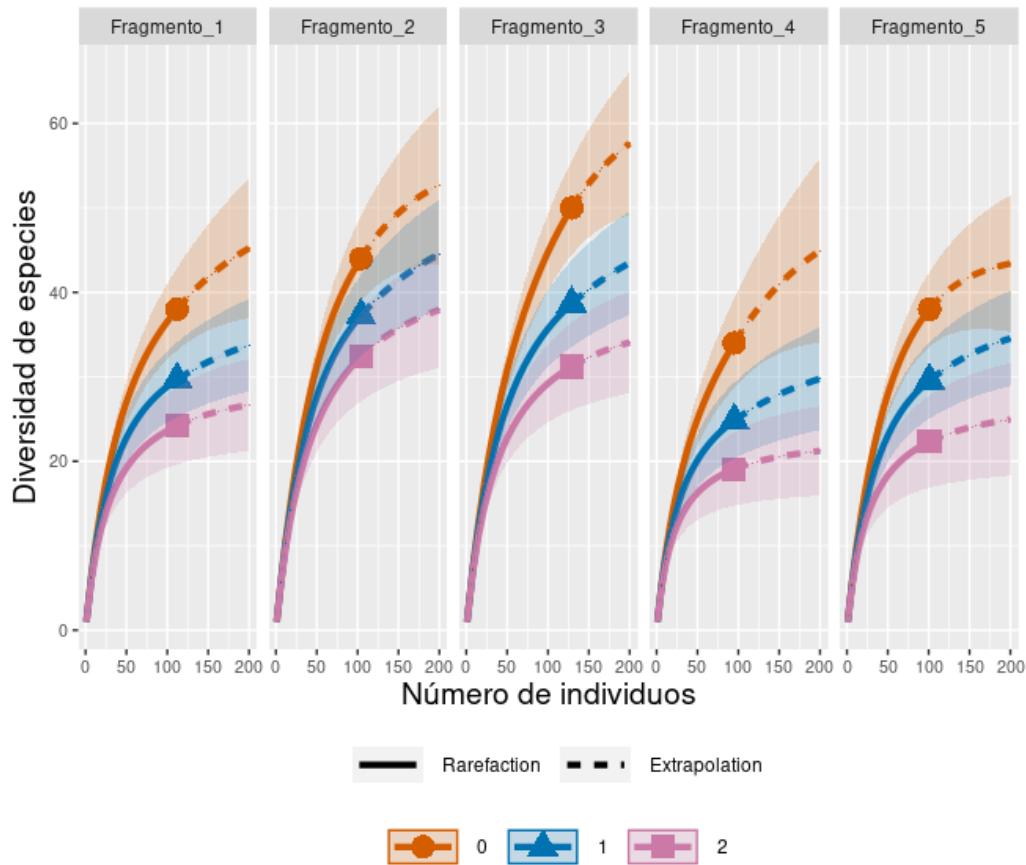 Fragmento_1 Fragmento_2 Fragmento_3 Fragmento_4 Fragmento_5
Diversidad de especies
60
40
20
0
0 50 100 150 200 0 50 100 150 200 0 50 100 150 200 0 50 100 150 200 0 50 100 150 200
Número de individuos
Rarefaction Extrapolation
0 1 2